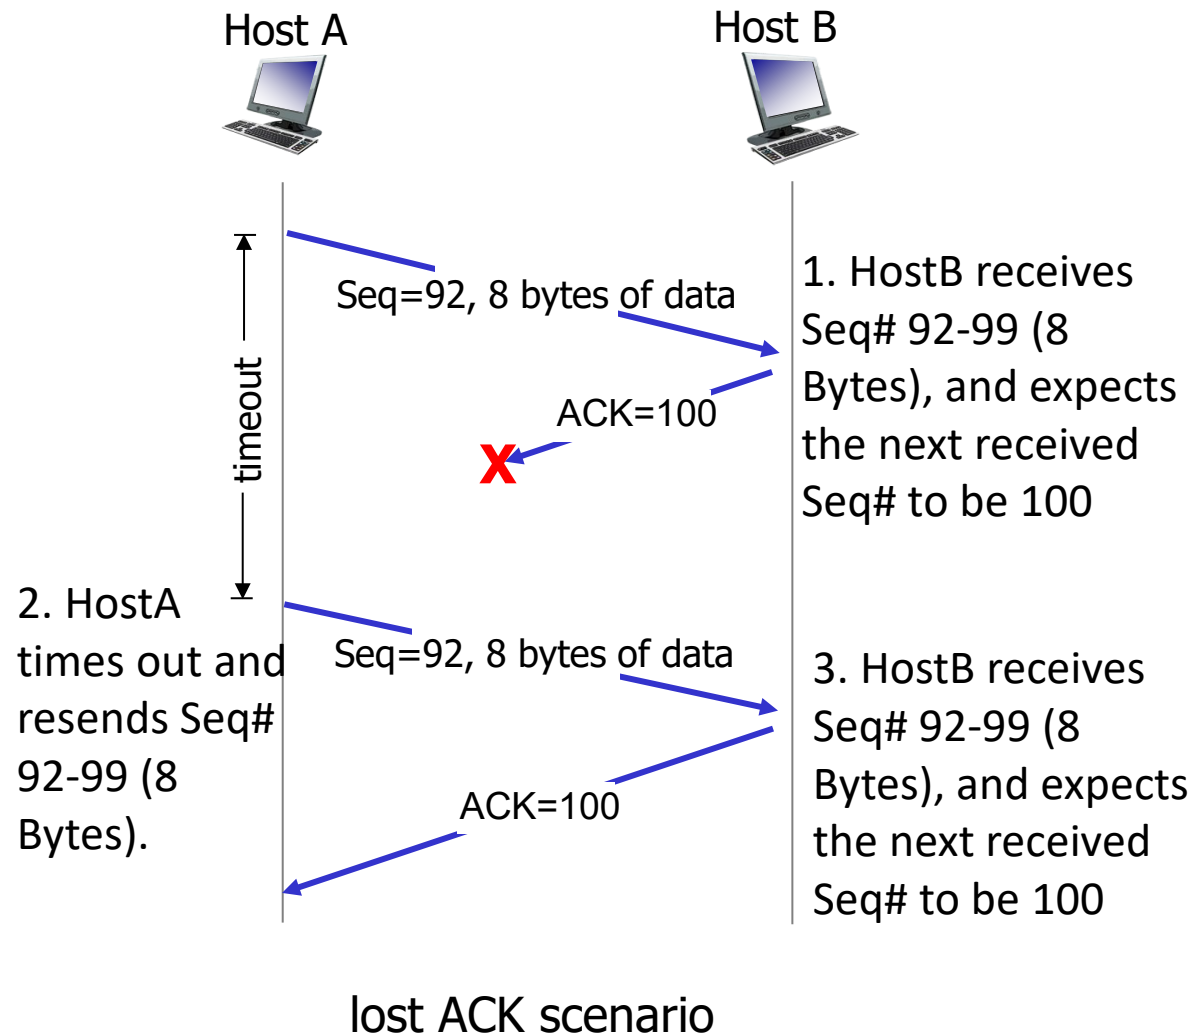 Host A
Host B
Seq=92, 8 bytes of data
1. HostB receives
Seq# 92-99 (8
Bytes), and expects
the next received
Seq# to be 100
timeout
ACK=100
X
2. HostA
times out and
resends Seq#
92-99 (8
Bytes).
Seq=92, 8 bytes of data
3. HostB receives
Seq# 92-99 (8
Bytes), and expects
the next received
Seq# to be 100
ACK=100
lost ACK scenario